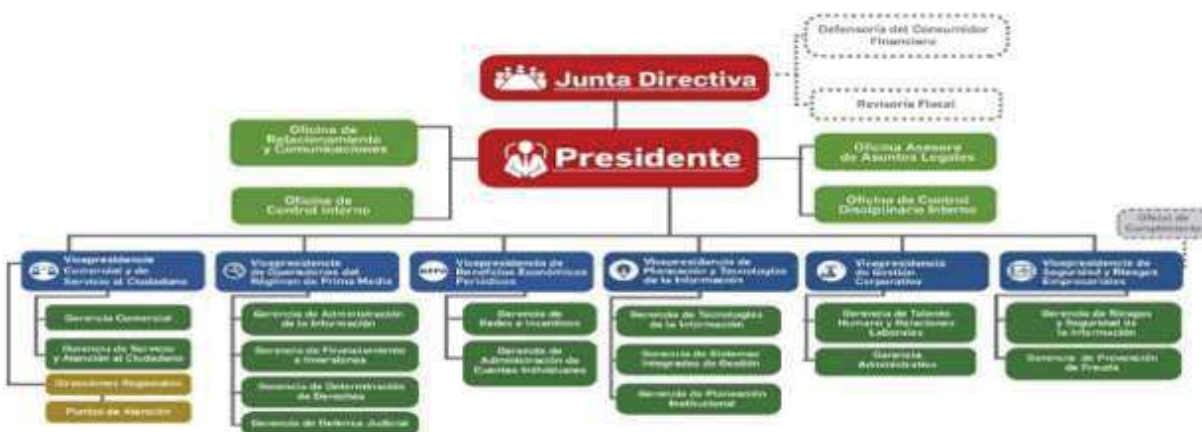 Defensoría del Consumidor
Financiero
Junta Directiva
Revisoría Fiscal
Oficina de
Relacionamiento
y Comunicaciones
Presidente
Oficina Asesora
de Asuntos Legales
Oficina de
Control Interno
Oficina de Control
Disciplinario Interno
Oficial de
Cumplimiento
Vicepresidencia
Comercial y de
Servicio al Ciudadano
Vicepresidencia
de Operaciones del
Régimen de Prima Media
BEPS
Vicepresidencia de
Beneficios Económicos
Periódicos
Vicepresidencia de
Planeación y Tecnologías
de la Información
Vicepresidencia
de Gestión
Corporativa
Vicepresidencia de
Seguridad y Riesgos
Empresariales
Gerencia Comercial
Gerencia de Servicio
y Atención al Ciudadano
Direcciones Regionales
Puntos de Atención
Gerencia de Administración
de la Información
Gerencia de Financiamiento
e Inversiones
Gerencia de Determinación
de Derechos
Gerencia de Defensa Judicial
Gerencia de
Redes e Incentivos
Gerencia de
Administración de
Cuentas Individuales
Gerencia de Tecnologías
de la Información
Gerencia de Sistemas
Integrados de Gestión
Gerencia de Planeación
Institucional
Gerencia de Talento
Humano y Relaciones
Laborales
Gerencia
Administrativa
Gerencia de Riesgos
y Seguridad de
la Información
Gerencia de Prevención
de Fraude